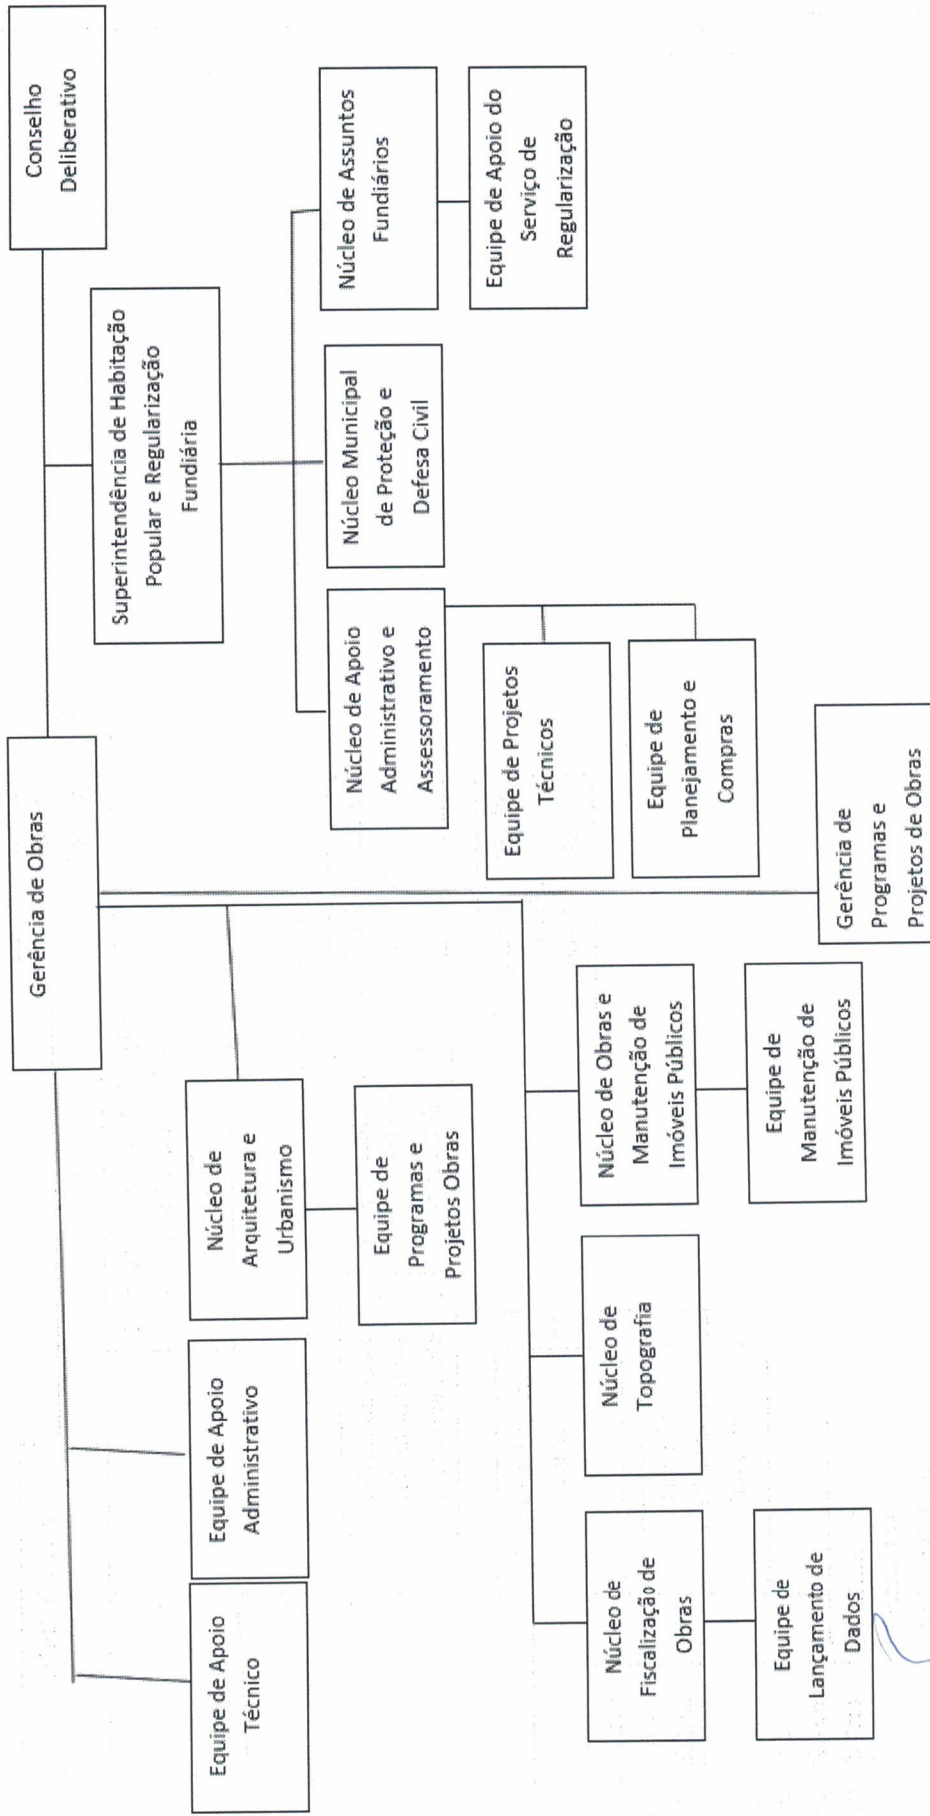 Gerência de Obras
Conselho
Deliberativo
Superintendência de Habitação
Popular e Regularização
Fundiária
Núcleo de Apoio
Administrativo e
Assessoramento
Núcleo Municipal
de Proteção e
Defesa Civil
Núcleo de Assuntos
Fundiários
Equipe de Projetos
Técnicos
Equipe de
Planejamento e
Compras
Equipe de Apoio do
Serviço de
Regularização
Equipe de Apoio
Técnico
Equipe de Apoio
Administrativo
Núcleo de
Arquitetura e
Urbanismo
Equipe de
Programas e
Projetos Obras
Núcleo de
Fiscalização de
Obras
Núcleo de
Topografia
Núcleo de Obras e
Manutenção de
Imóveis Públicos
Equipe de
Lançamento de
Dados
Equipe de
Manutenção de
Imóveis Públicos
Gerência de
Programas e
Projetos de Obras